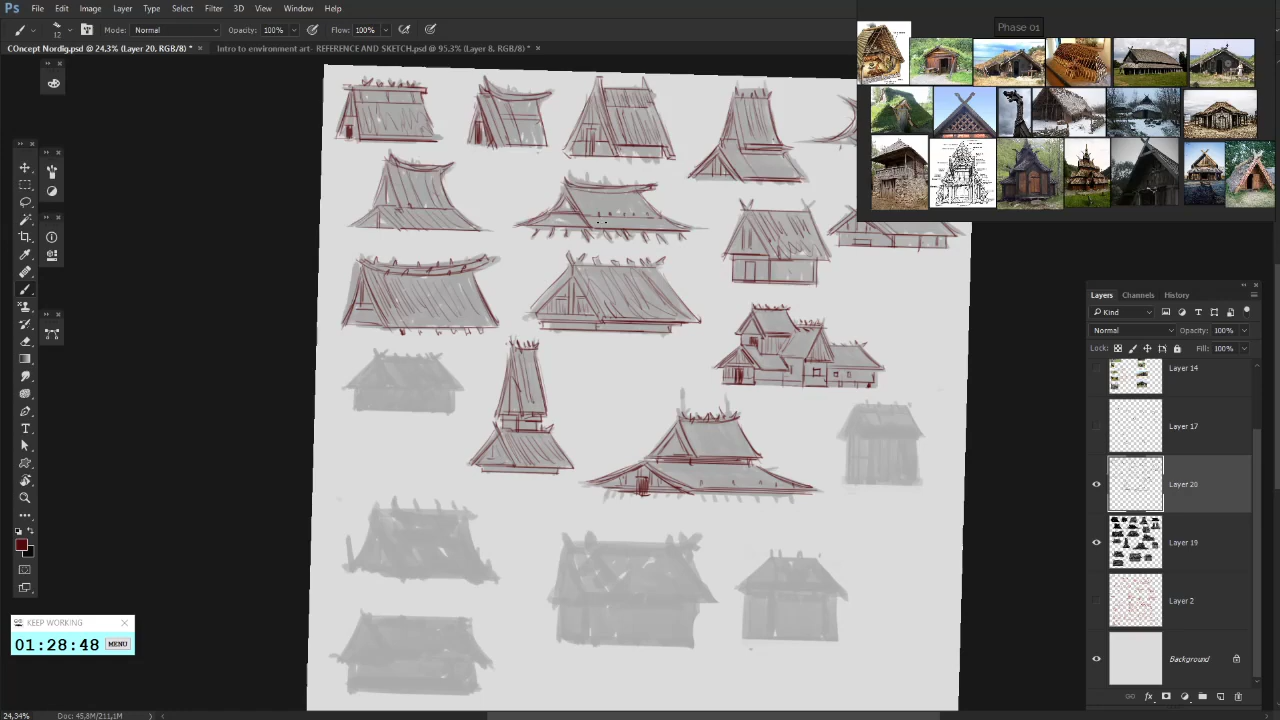 Ps File Edit Image Layer Type Select Filter 3D View Window Help
12 Mode: Normal Opacity: 100% Flow: 100%
COncept Nordig.psd @ 24,3% (Layer 20, RGB/8) * × Intro to environment art- REFERENCE AND SKETCH.psd @ 95.3% (Layer 8, RGB/8) * ×
Phase 01
Layers Channels History
Kind
Normal Opacity: 100%
Lock: Fill: 100%
Layer 14
Layer 17
Layer 20
Layer 19
Layer 2
Background
KEEP WORKING
01:28:48 MENU
24,34% Doc: 45,8M/211,1M